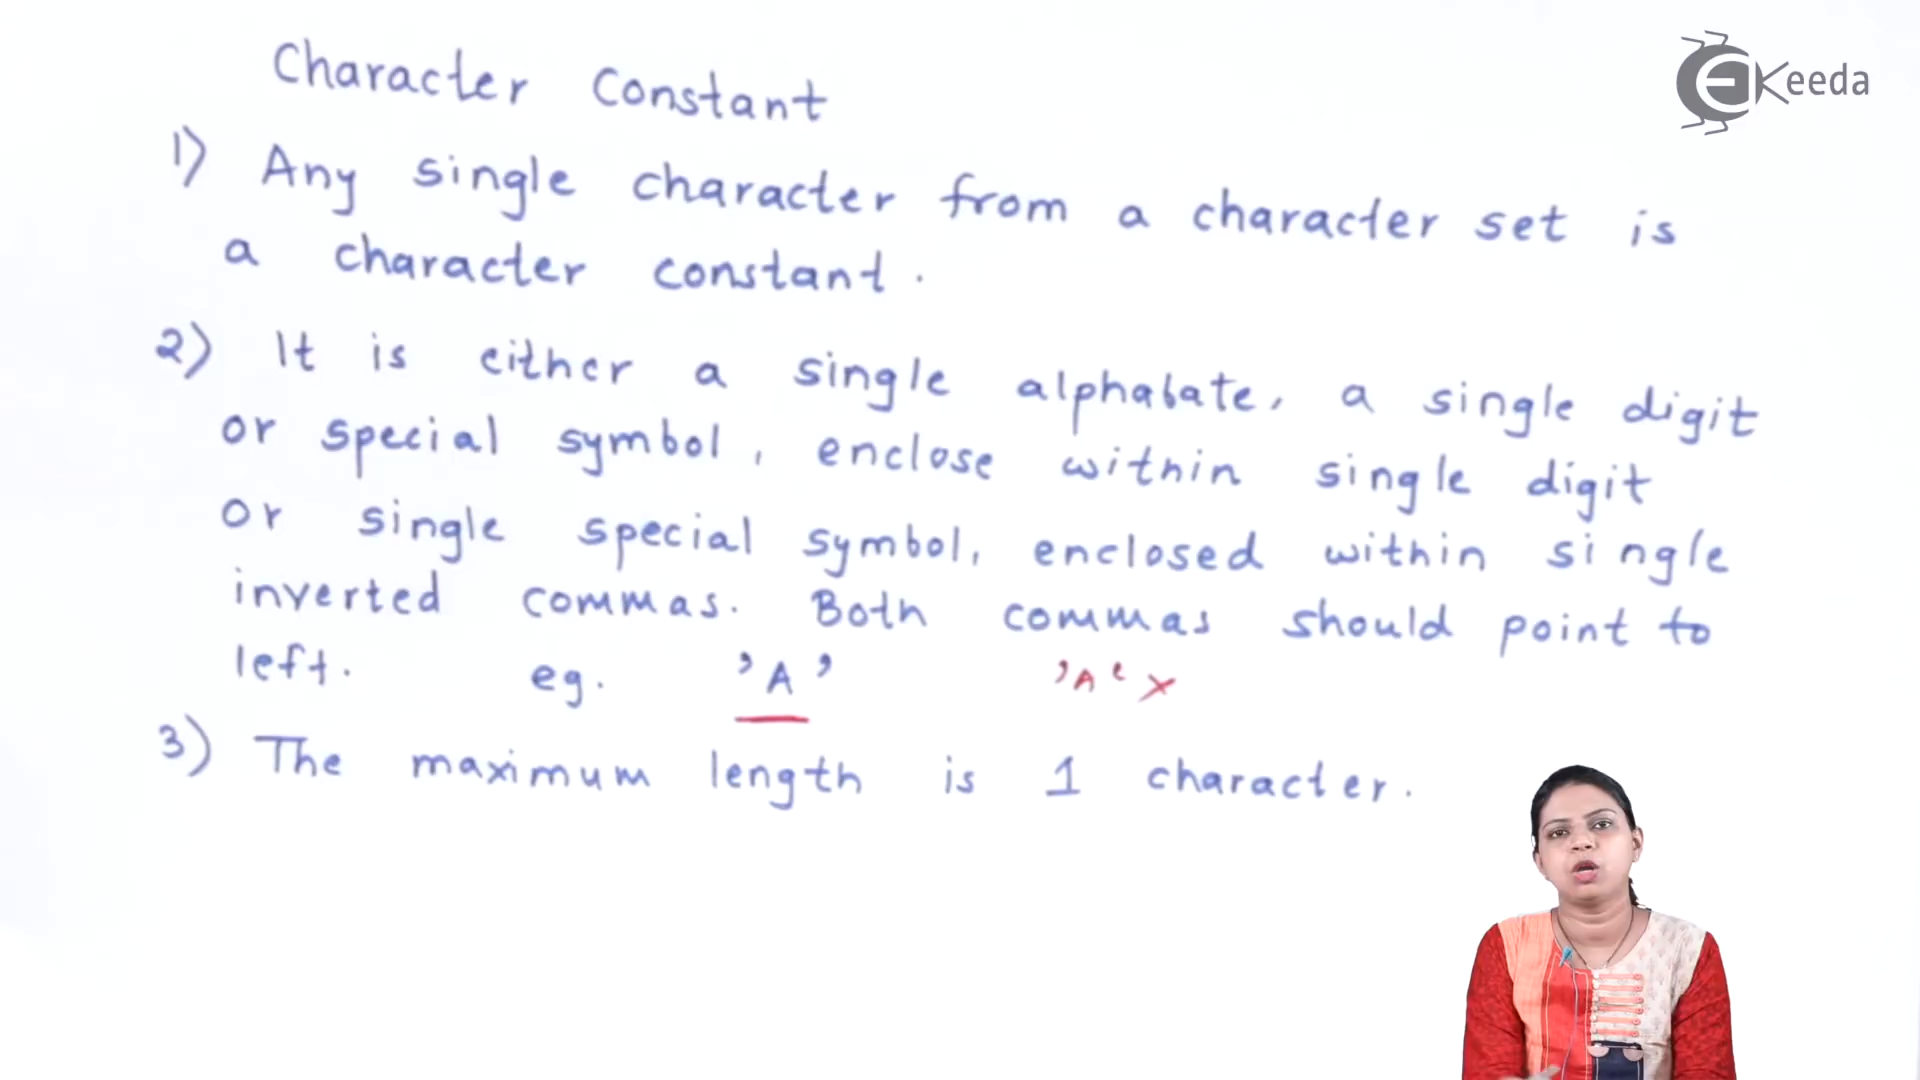 Character Constant
EKeeda
1) Any single character from a character set is
a character constant.
2) It is either a single alphabate, a single digit
or special symbol, enclose within single digit
or single special symbol, enclosed within single
inverted commas. Both commas should point to
left. eg. ’A’ ’A‘ x
3) The maximum length is 1 character.